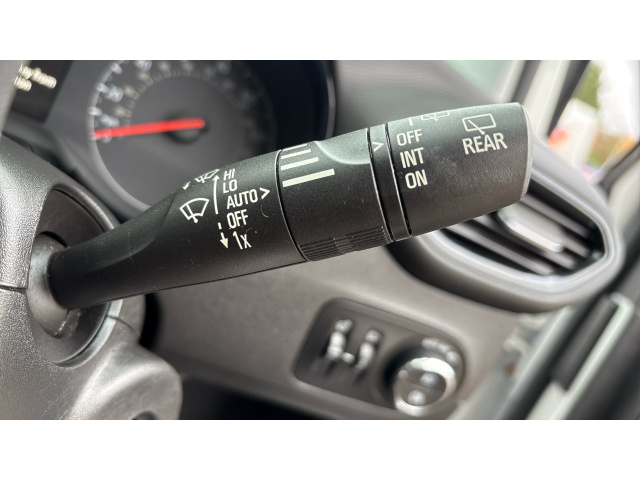 HI
LO
AUTO >
OFF
1x
OFF
INT
ON
REAR